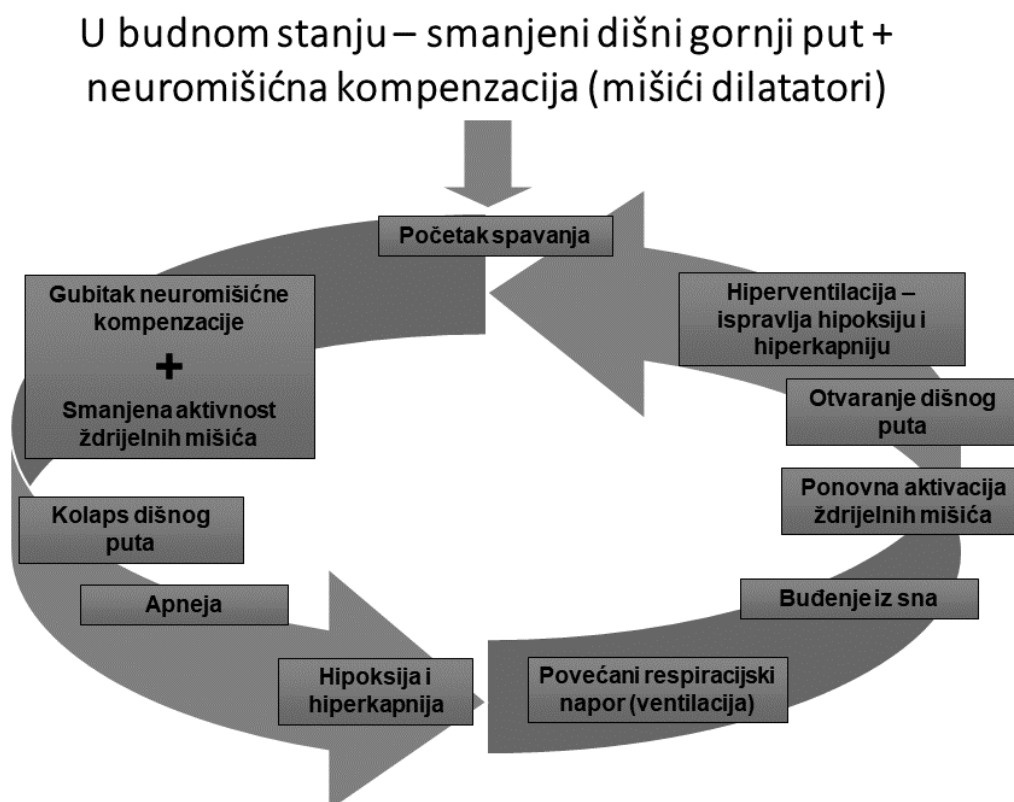 U budnom stanju – smanjeni dišni gornji put +
neuromišićna kompenzacija (mišići dilatatori)
Početak spavanja
Gubitak neuromišićne
kompenzacije
+
Smanjena aktivnost
ždrijelnih mišića
Kolaps dišnog
puta
Apneja
Hipoksija i
hiperkapnija
Povećani respiracijski
napor (ventilacija)
Buđenje iz sna
Ponovna aktivacija
ždrijelnih mišića
Otvaranje dišnog
puta
Hiperventilacija –
ispravlja hipoksiju i
hiperkapniju